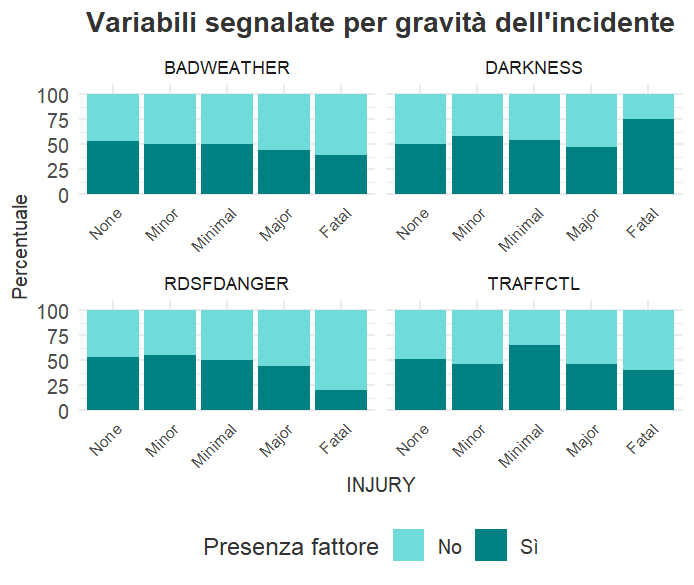 Variabili segnalate per gravità dell'incidente
BADWEATHER
DARKNESS
Percentuale
100
75
50
25
0
None
Minor
Minimal
Major
Fatal
None
Minor
Minimal
Major
Fatal
RDSFDANGER
TRAFFCTL
100
75
50
25
0
None
Minor
Minimal
Major
Fatal
None
Minor
Minimal
Major
Fatal
INJURY
Presenza fattore No Sì